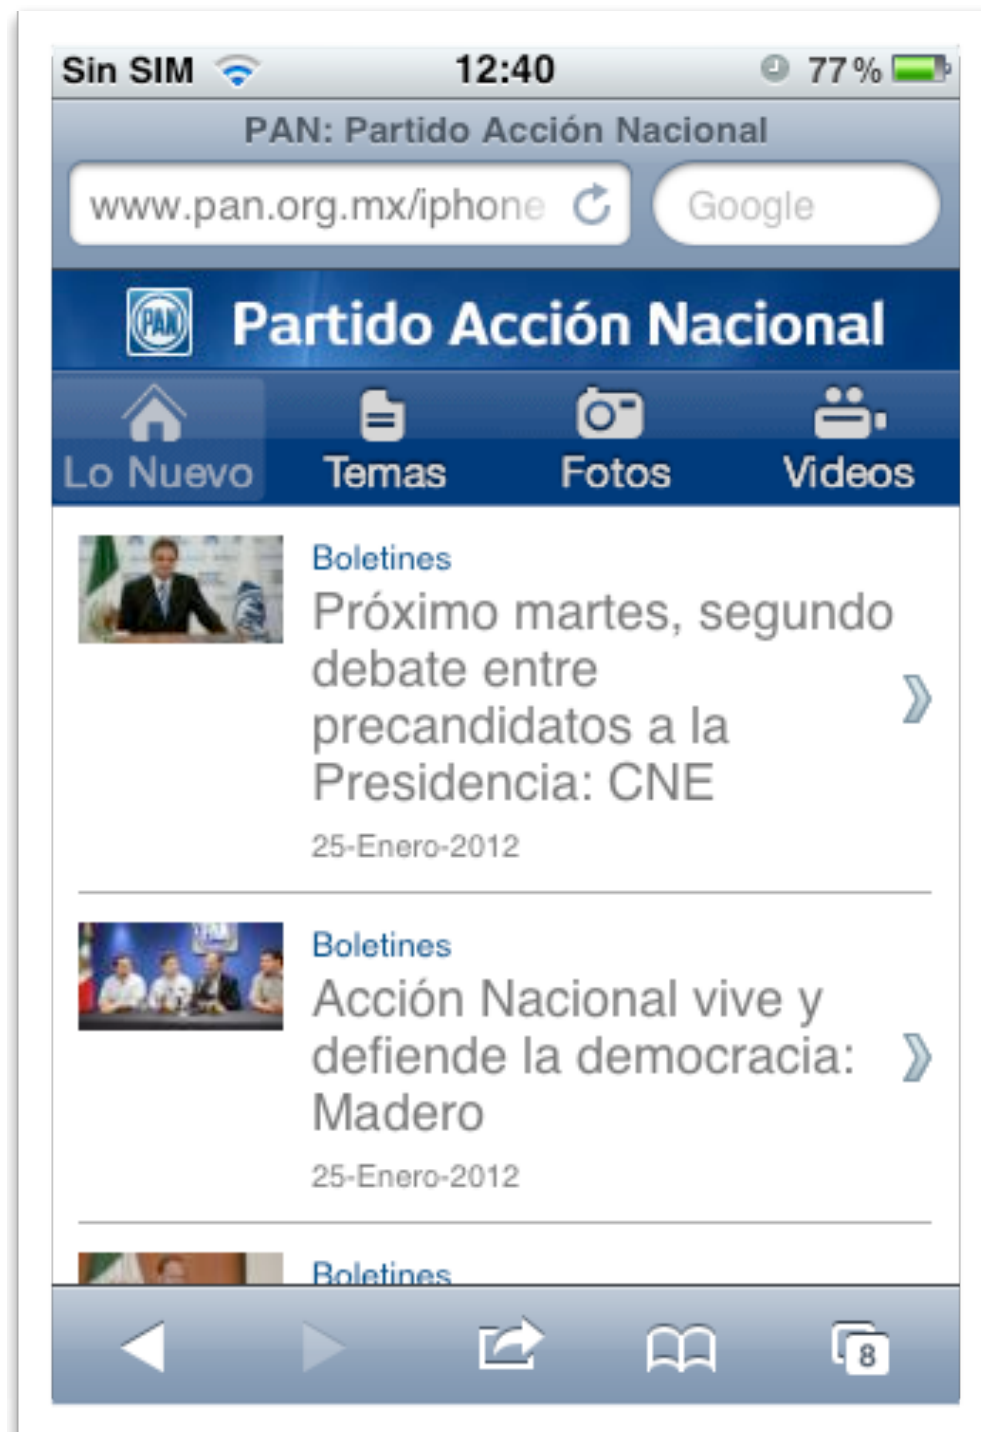 Sin SIM 12:40 77%
PAN: Partido Acción Nacional
www.pan.org.mx/iphone Google
PAN Partido Acción Nacional
Lo Nuevo Temas Fotos Videos
Boletines
Próximo martes, segundo
debate entre
precandidatos a la
Presidencia: CNE
25-Enero-2012
PAN
Boletines
Acción Nacional vive y
defiende la democracia:
Madero
25-Enero-2012
Boletines
8